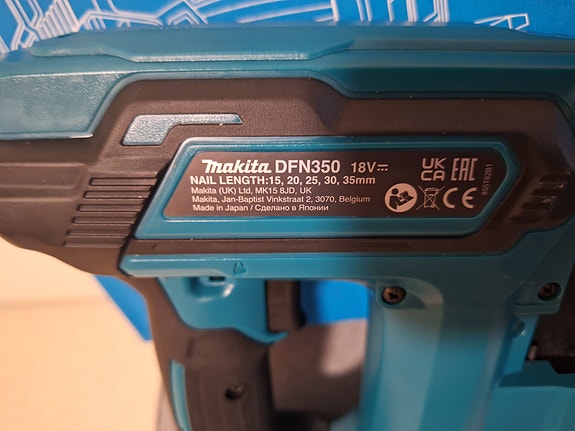 makita DFN350 18V
NAIL LENGTH:15, 20, 25, 30, 35mm
Makita (UK) Ltd, MK15 8JD, UK
Makita, Jan-Baptist Vinkstraat 2, 3070, Belgium
Made in Japan / Сделано в Японии
UK
CA
EAC
CE